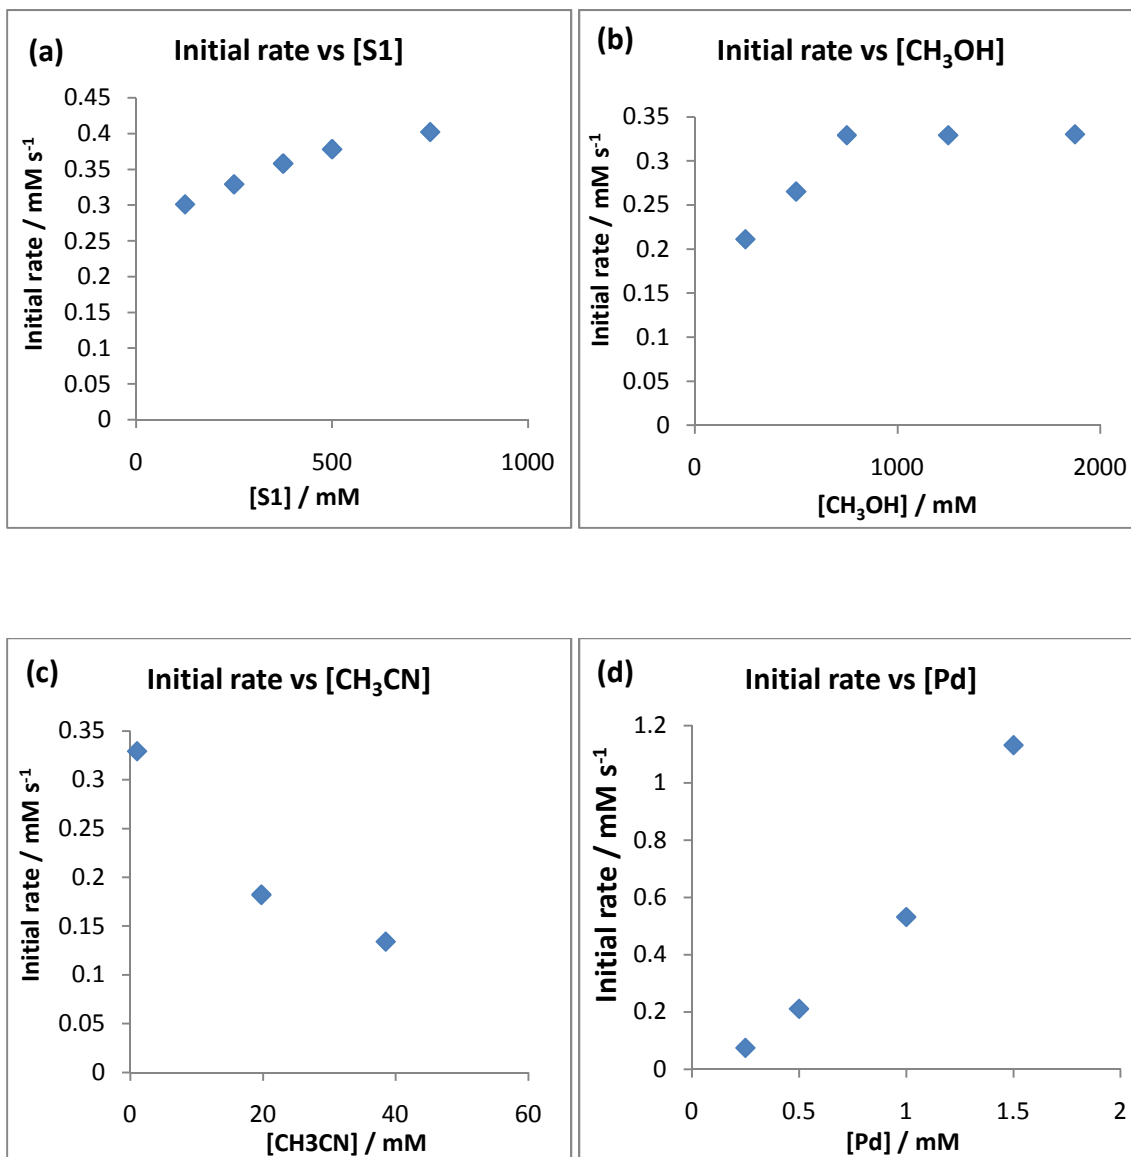 (a) Initial rate vs [S1]
Initial rate / mM s⁻¹
0.45
0.4
0.35
0.3
0.25
0.2
0.15
0.1
0.05
0
0 500 1000
[S1] / mM
(b) Initial rate vs [CH₃OH]
Initial rate / mM s⁻¹
0.35
0.3
0.25
0.2
0.15
0.1
0.05
0
0 1000 2000
[CH₃OH] / mM
(c) Initial rate vs [CH₃CN]
Initial rate / mM s⁻¹
0.35
0.3
0.25
0.2
0.15
0.1
0.05
0
0 20 40 60
[CH3CN] / mM
(d) Initial rate vs [Pd]
Initial rate / mM s⁻¹
1.2
1
0.8
0.6
0.4
0.2
0
0 0.5 1 1.5 2
[Pd] / mM